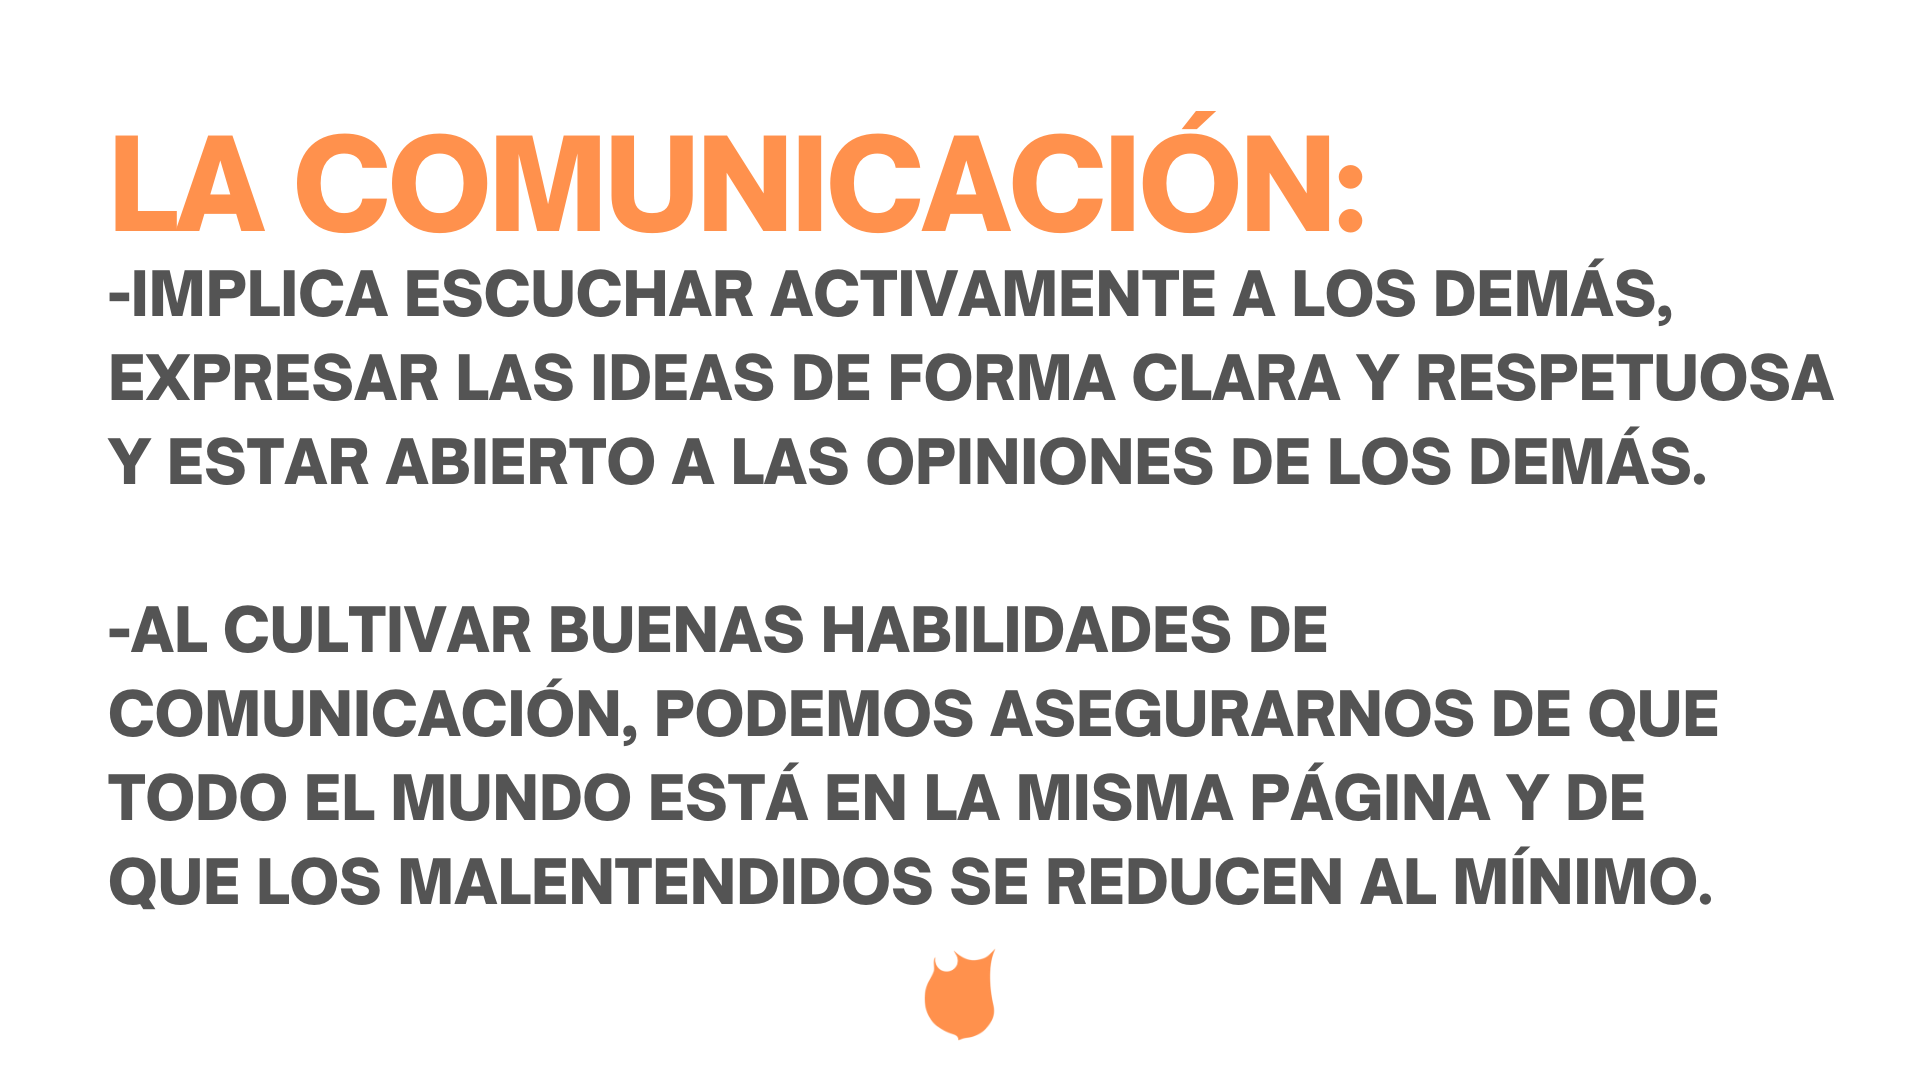 LA COMUNICACIÓN:
-IMPLICA ESCUCHAR ACTIVAMENTE A LOS DEMÁS,
EXPRESAR LAS IDEAS DE FORMA CLARA Y RESPETUOSA
Y ESTAR ABIERTO A LAS OPINIONES DE LOS DEMÁS.
-AL CULTIVAR BUENAS HABILIDADES DE
COMUNICACIÓN, PODEMOS ASEGURARNOS DE QUE
TODO EL MUNDO ESTÁ EN LA MISMA PÁGINA Y DE
QUE LOS MALENTENDIDOS SE REDUCEN AL MÍNIMO.